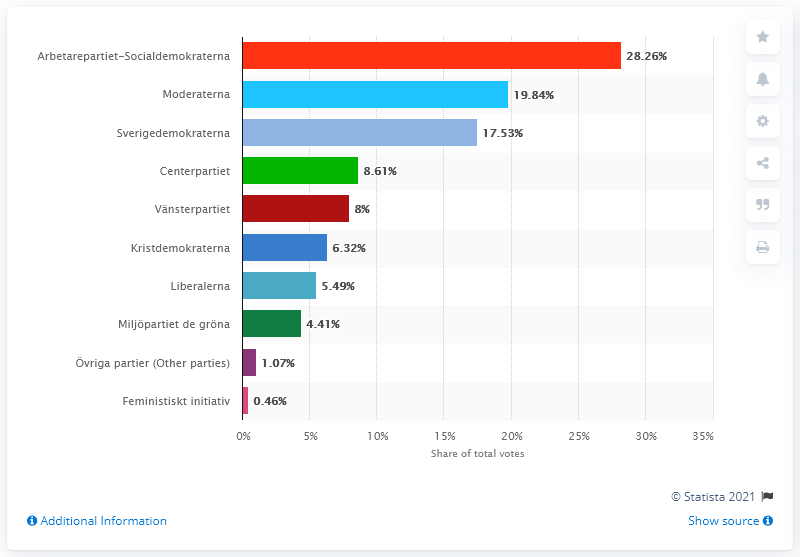 Arbetarepartiet-Socialdemokraterna 28.26%
Moderaterna 19.84%
Sverigedemokraterna 17.53%
Centerpartiet 8.61%
Vänsterpartiet 8%
Kristdemokraterna 6.32%
Liberalerna 5.49%
Miljöpartiet de gröna 4.41%
Övriga partier (Other parties) 1.07%
Feministiskt initiativ 0.46%
0% 5% 10% 15% 20% 25% 30% 35%
Share of total votes
© Statista 2021
Additional Information Show source